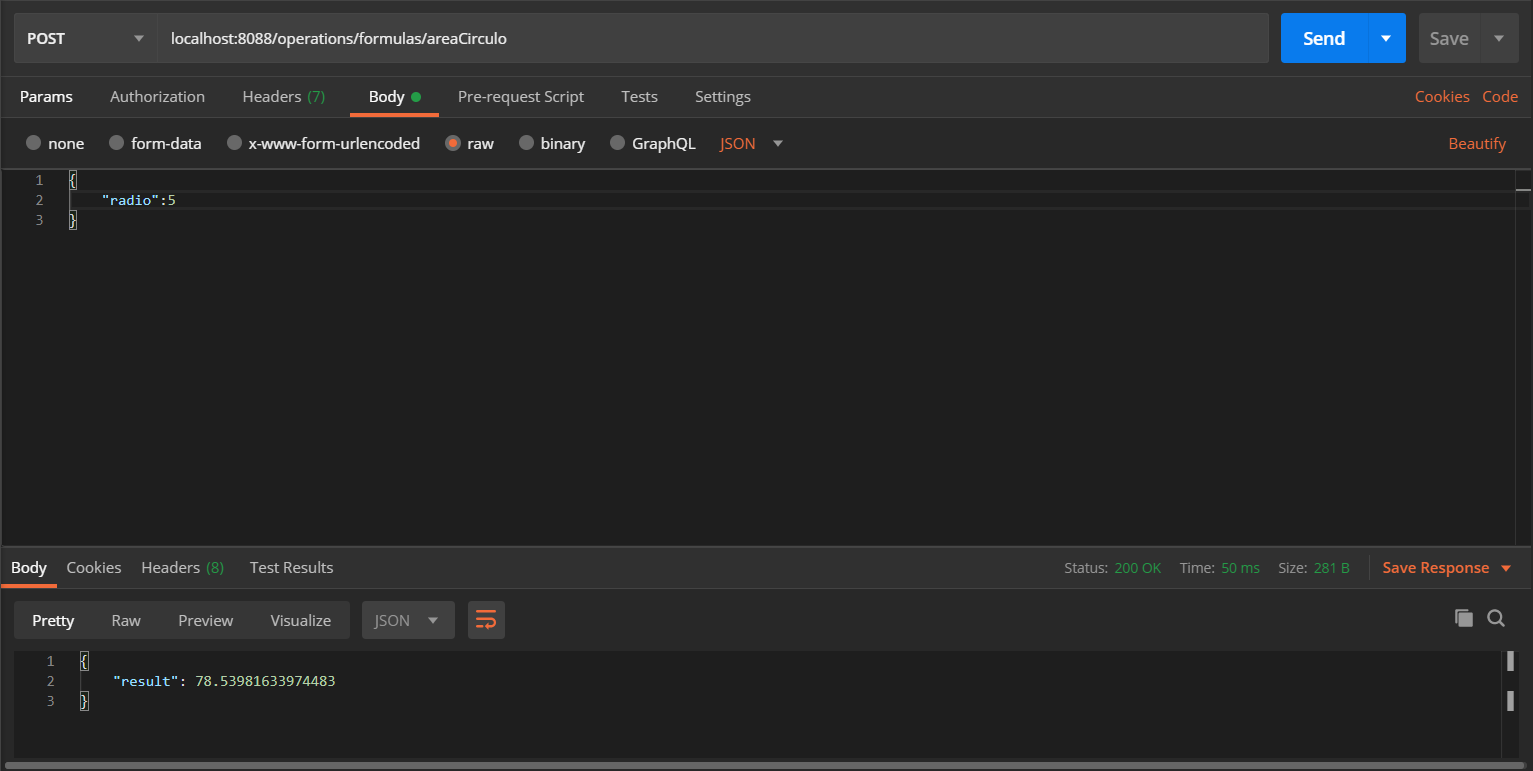 POST localhost:8088/operations/formulas/areaCirculo Send Save
Params Authorization Headers (7) Body Pre-request Script Tests Settings Cookies Code
none form-data x-www-form-urlencoded raw binary GraphQL JSON Beautify
1 {
2 "radio":5
3 }
Body Cookies Headers (8) Test Results Status: 200 OK Time: 50 ms Size: 281 B Save Response
Pretty Raw Preview Visualize JSON
1 {
2 "result": 78.53981633974483
3 }